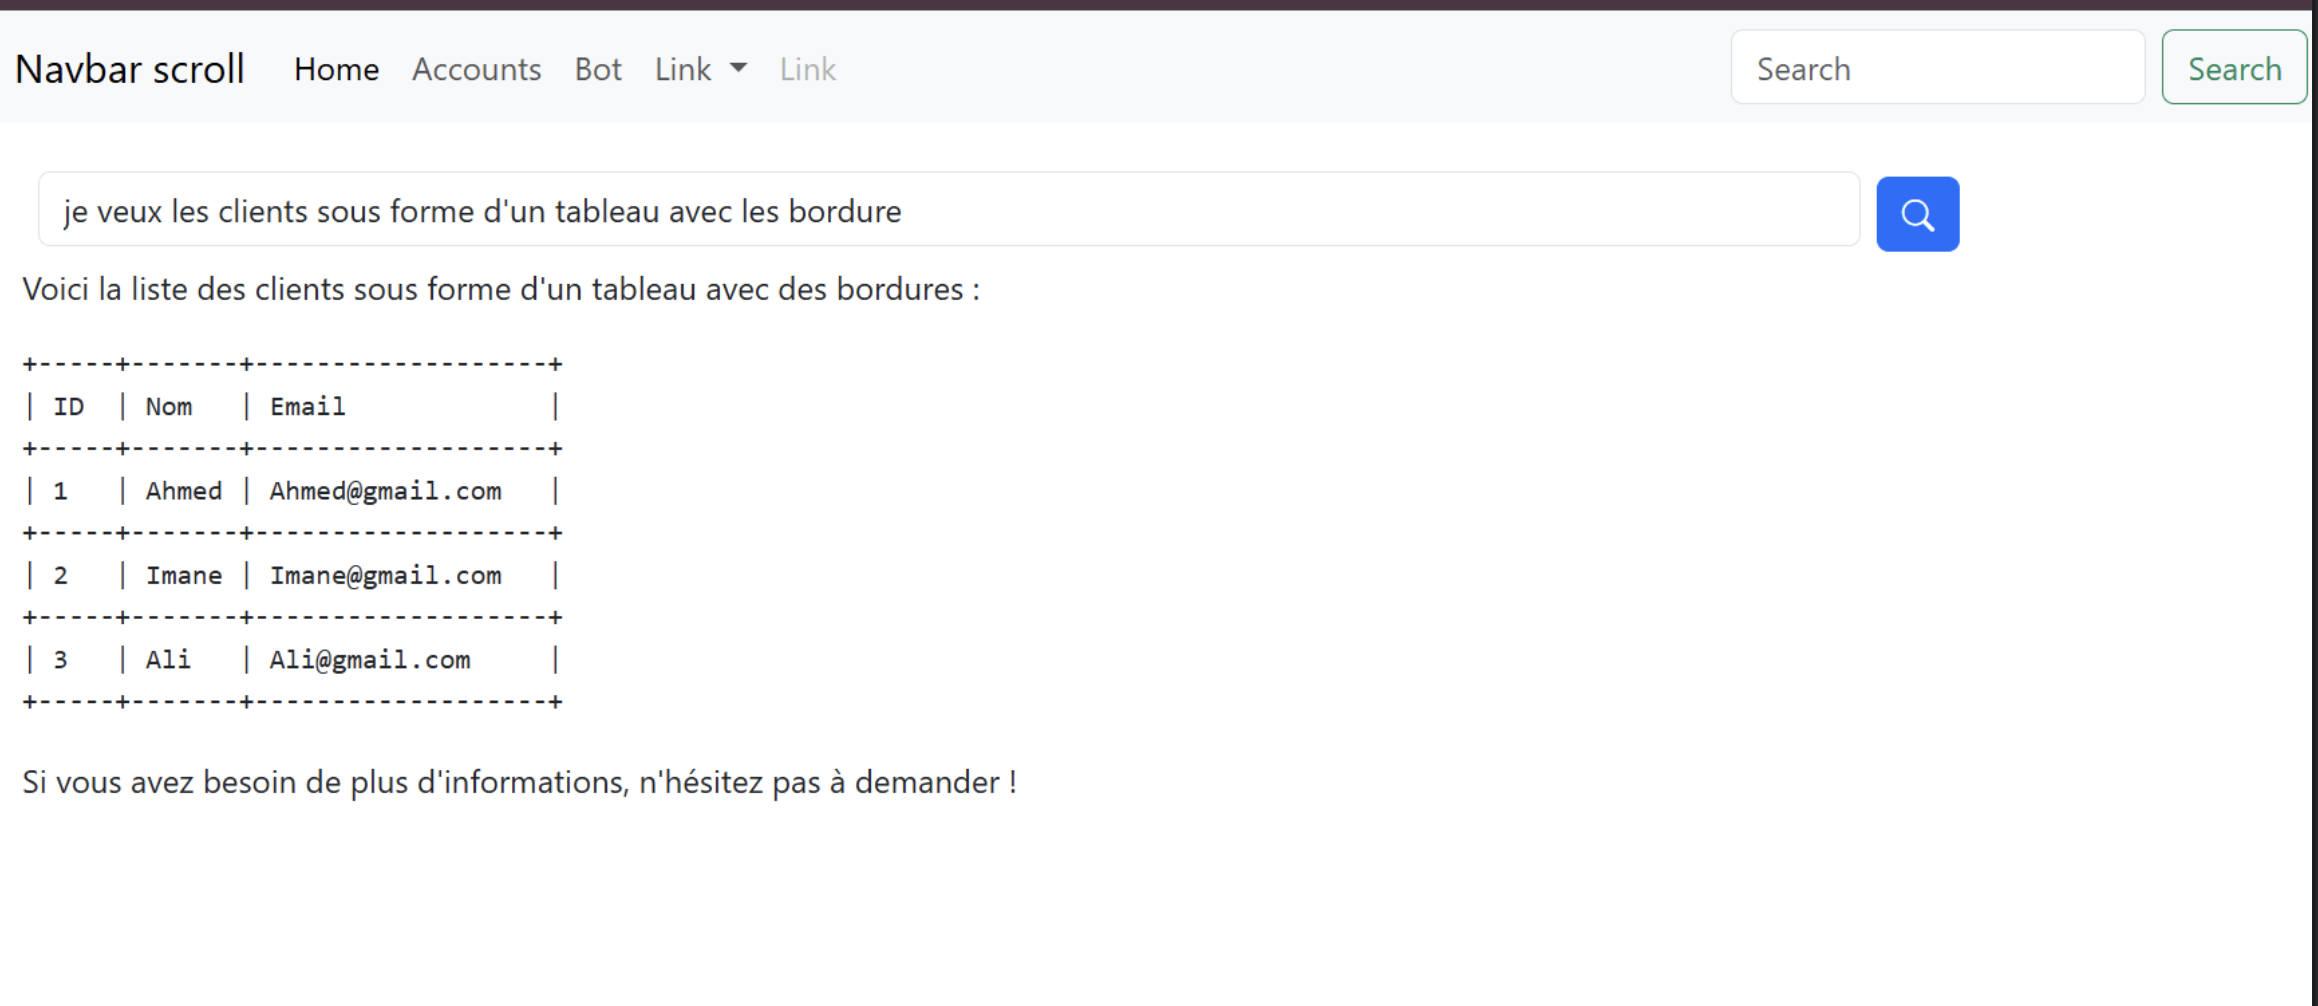 Navbar scroll Home Accounts Bot Link Link Search Search
je veux les clients sous forme d'un tableau avec les bordure
Voici la liste des clients sous forme d'un tableau avec des bordures :
+-----+-------+-------------------+
| ID  | Nom   | Email             |
+-----+-------+-------------------+
| 1   | Ahmed | Ahmed@gmail.com   |
+-----+-------+-------------------+
| 2   | Imane | Imane@gmail.com   |
+-----+-------+-------------------+
| 3   | Ali   | Ali@gmail.com     |
+-----+-------+-------------------+
Si vous avez besoin de plus d'informations, n'hésitez pas à demander !